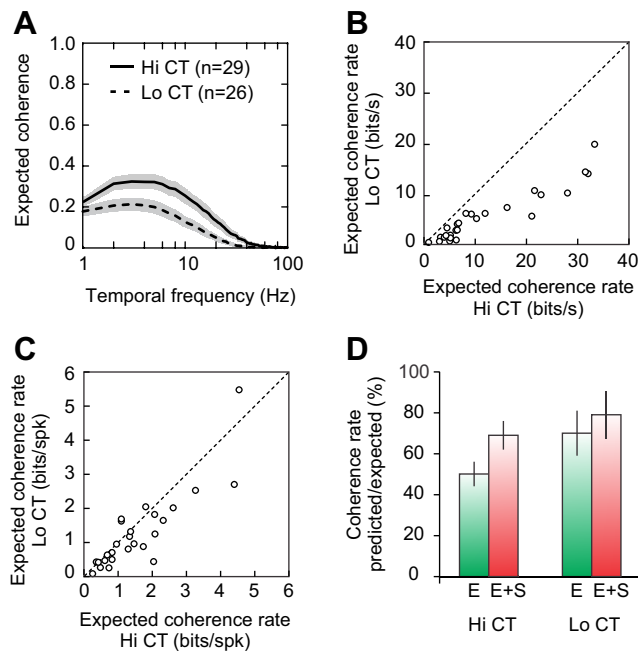 A
1.0
0.8
0.6
0.4
0.2
0
Expected coherence
Hi CT (n=29)
Lo CT (n=26)
1
10
100
Temporal frequency (Hz)
B
40
30
20
10
0
Expected coherence rate
Lo CT (bits/s)
0
10
20
30
40
Expected coherence rate
Hi CT (bits/s)
C
6
5
4
3
2
1
0
Expected coherence rate
Lo CT (bits/spk)
0
1
2
3
4
5
6
Expected coherence rate
Hi CT (bits/spk)
D
100
80
60
40
0
Coherence rate
predicted/expected (%)
E
E+S
E
E+S
Hi CT
Lo CT